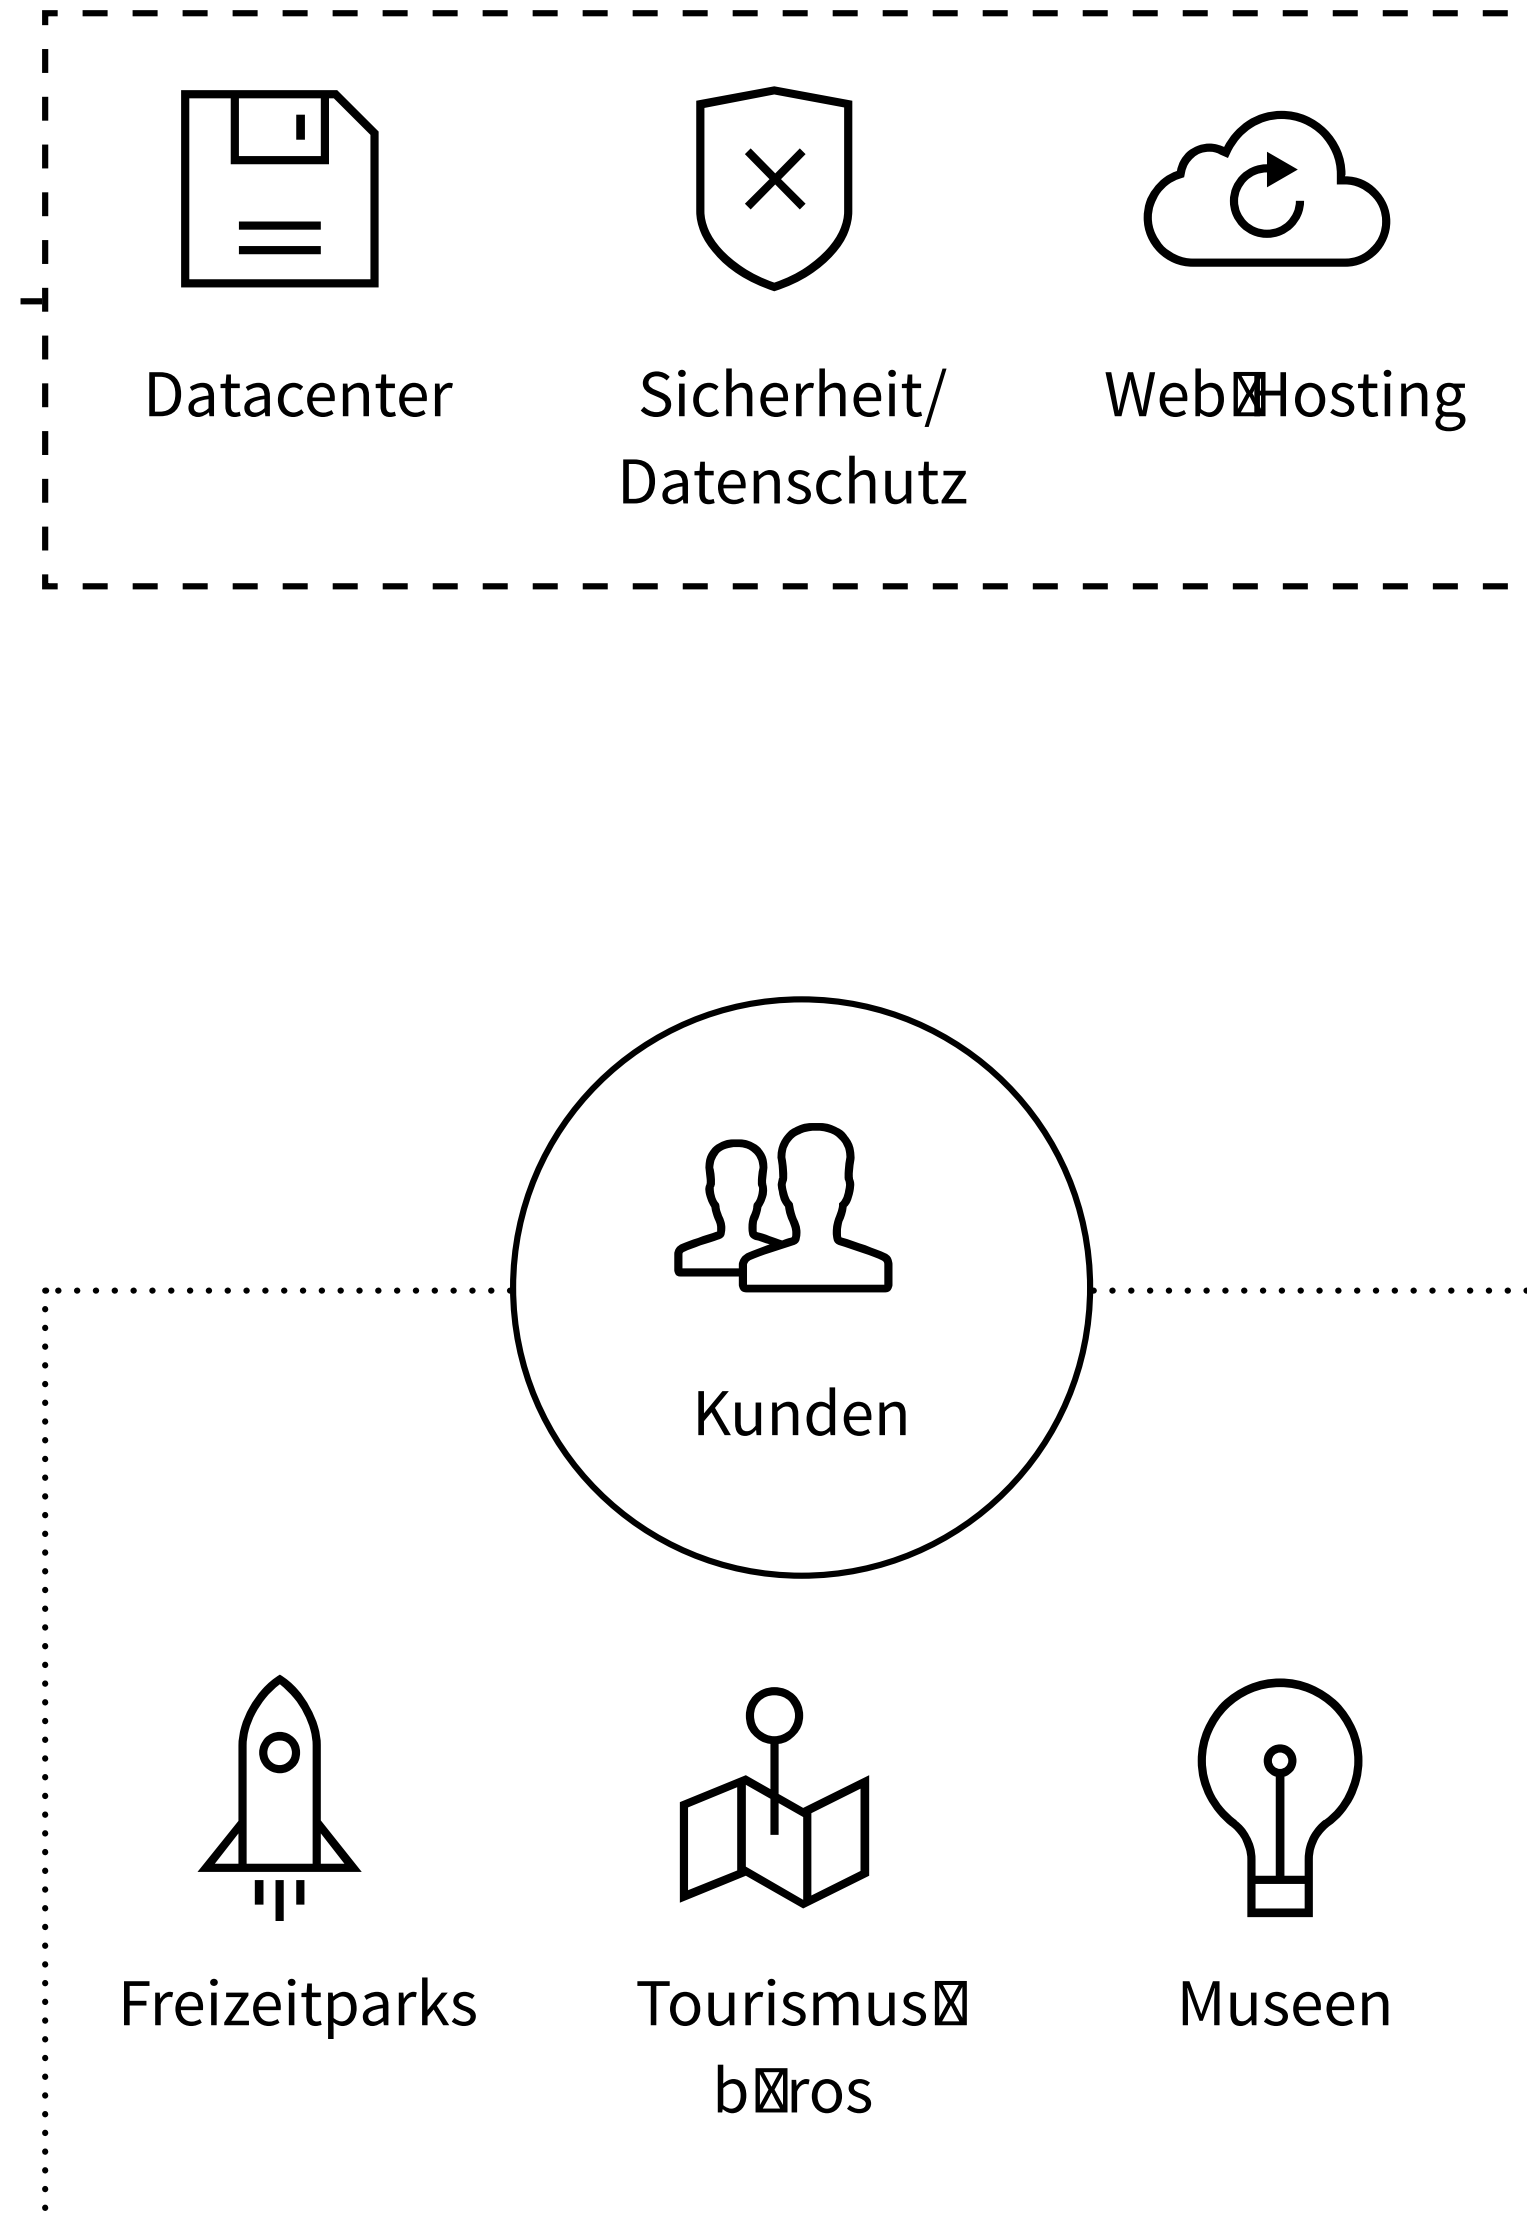 Datacenter
Sicherheit/
Datenschutz
Web�Hosting
Kunden
Freizeitparks
Tourismus�
b�ros
Museen